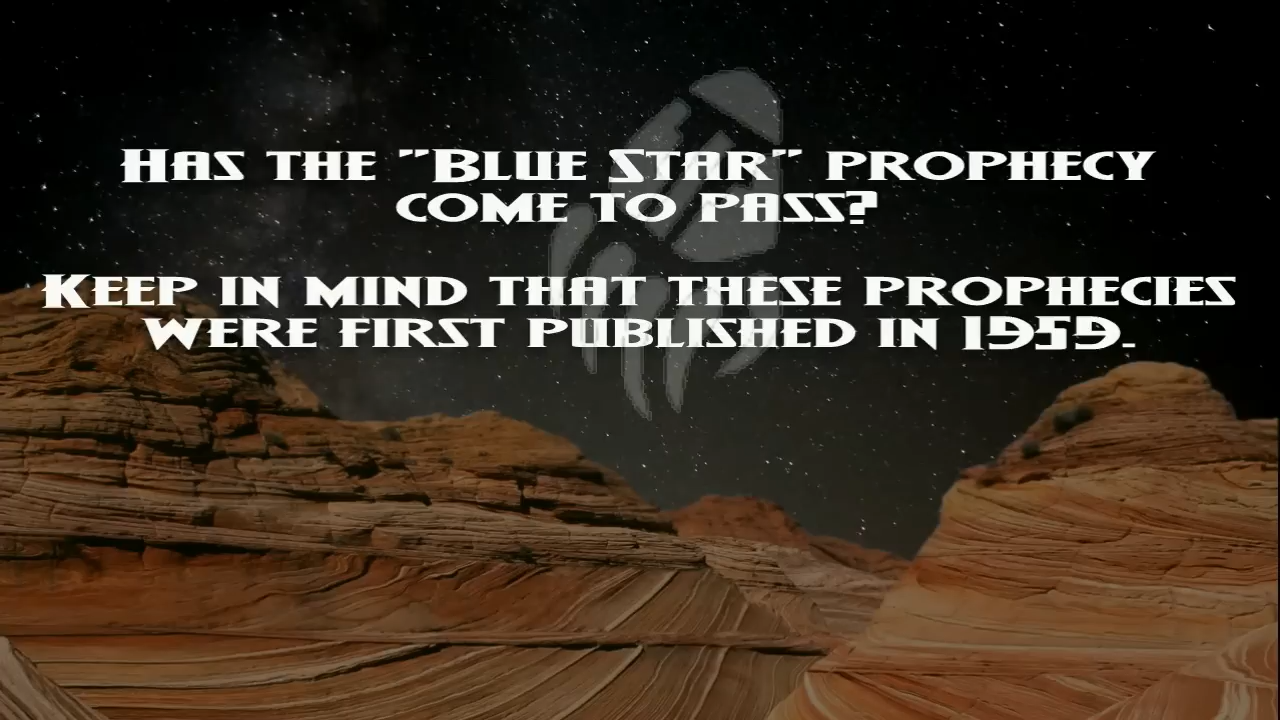 Has the "Blue Star" prophecy
come to pass?
Keep in mind that these prophecies
were first published in 1959.